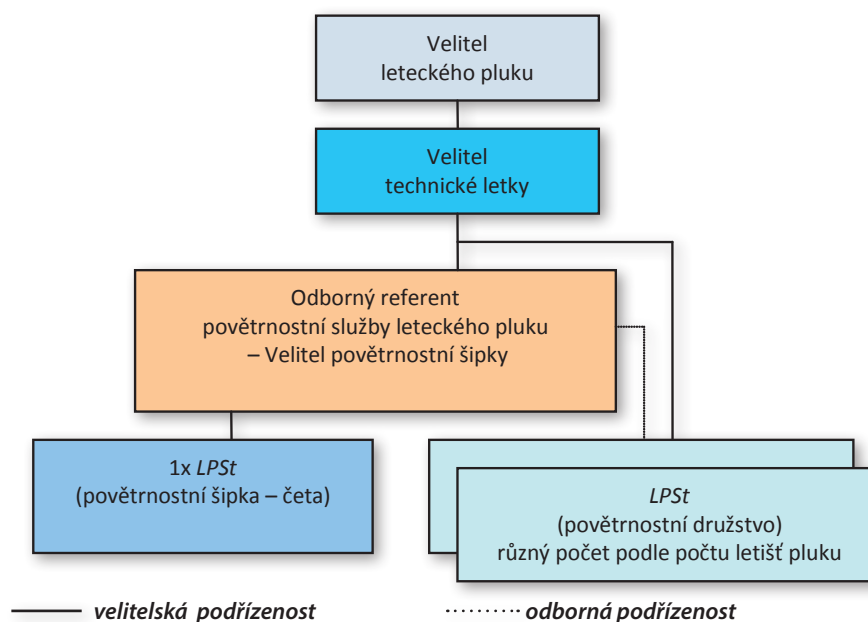 Velitel
leteckého pluku
Velitel
technické letky
Odborný referent
povětrnostní služby leteckého pluku
– Velitel povětrnostní šipky
1x LPSt
(povětrnostní šipka – četa)
LPSt
(povětrnostní družstvo)
různý počet podle počtu letišť pluku
velitelská podřízenost
odborná podřízenost